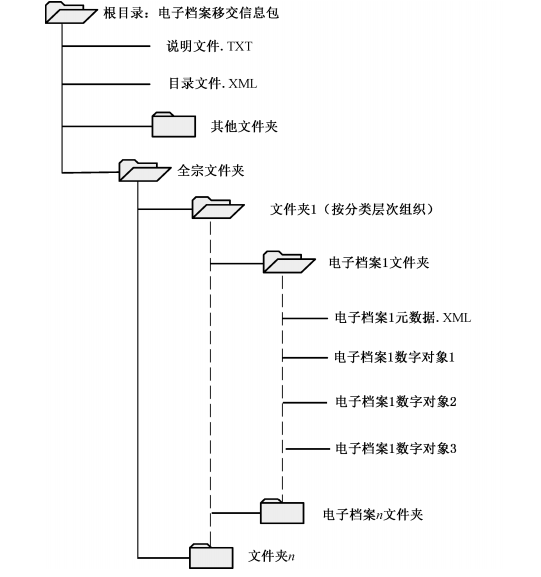 根目录：电子档案移交信息包
说明文件. TXT
目录文件. XML
其他文件夹
全宗文件夹
文件夹1（按分类层次组织）
电子档案1文件夹
电子档案1元数据. XML
电子档案1数字对象1
电子档案1数字对象2
电子档案1数字对象3
电子档案n文件夹
文件夹n